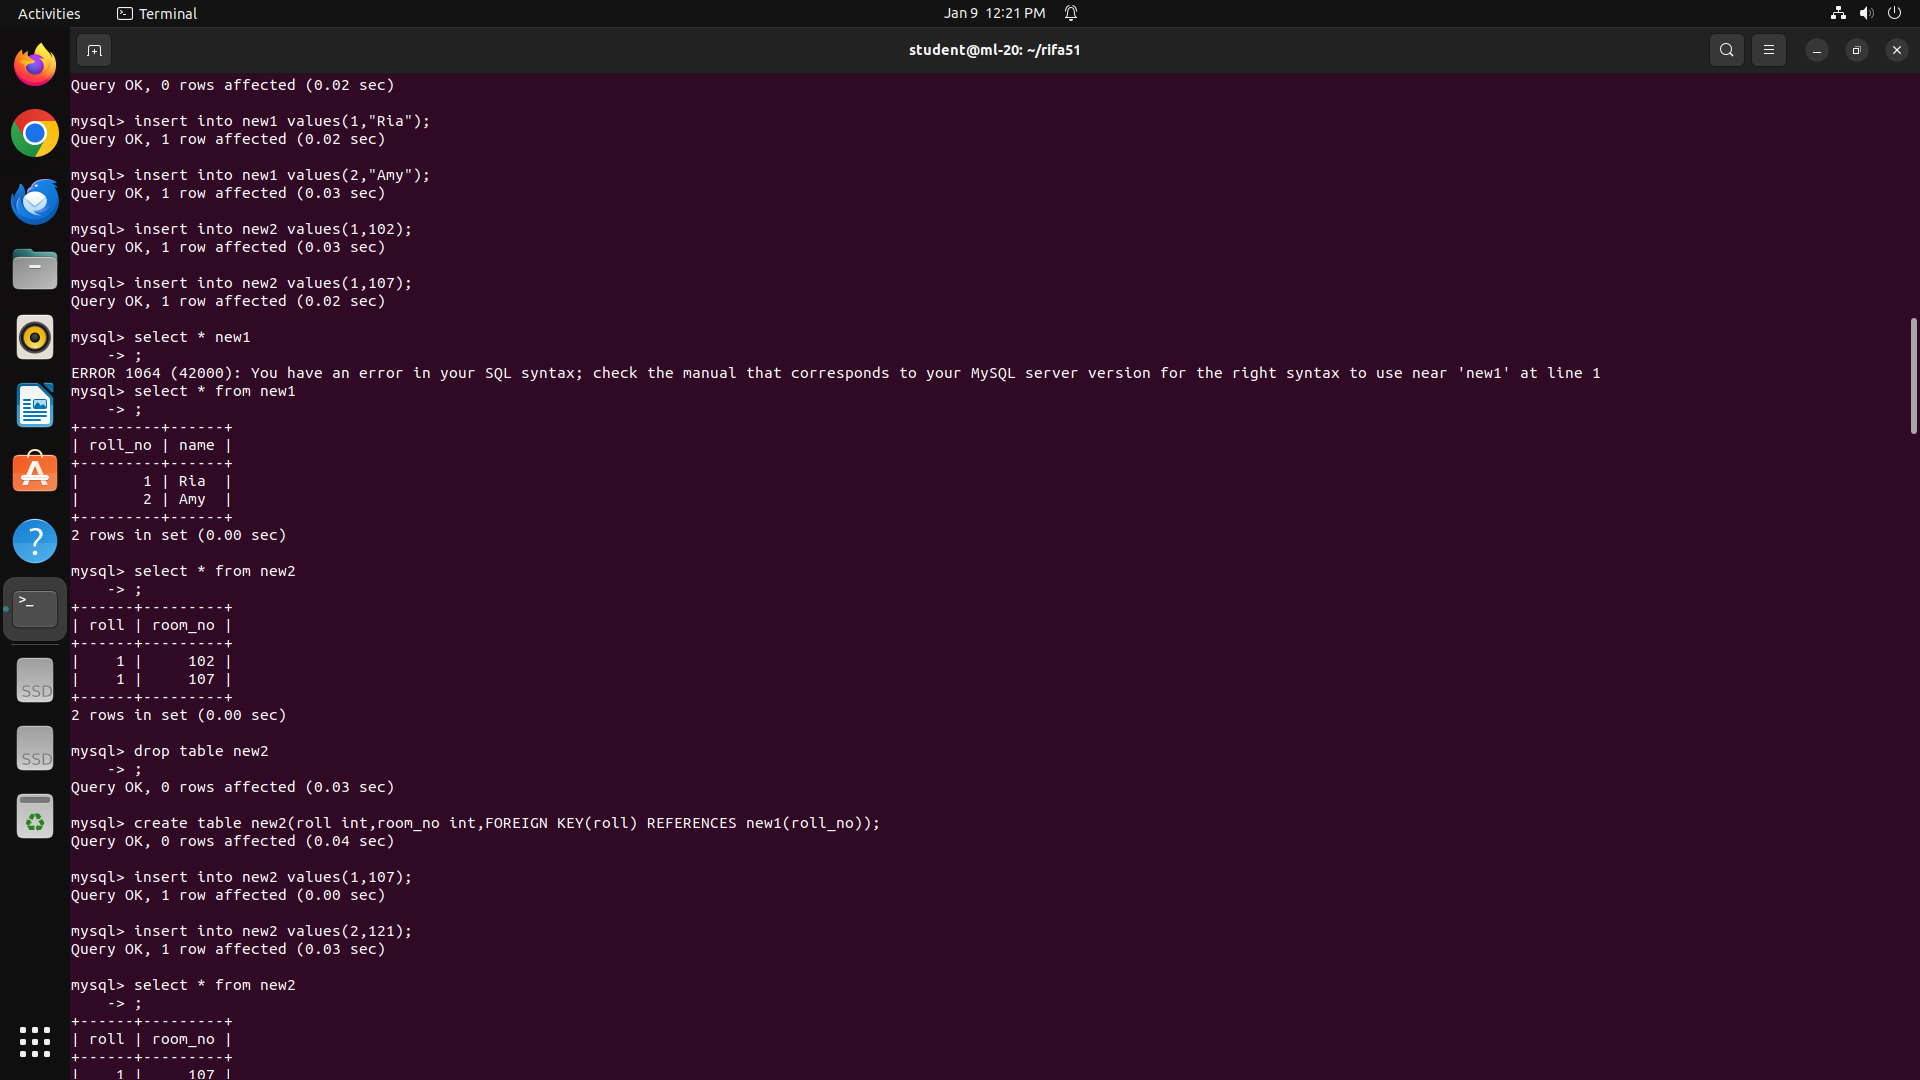 Activities Terminal Jan 9 12:21 PM
student@ml-20: ~/rifa51
Query OK, 0 rows affected (0.02 sec)
mysql> insert into new1 values(1,"Ria");
Query OK, 1 row affected (0.02 sec)
mysql> insert into new1 values(2,"Amy");
Query OK, 1 row affected (0.03 sec)
mysql> insert into new2 values(1,102);
Query OK, 1 row affected (0.03 sec)
mysql> insert into new2 values(1,107);
Query OK, 1 row affected (0.02 sec)
mysql> select * new1
    -> ;
ERROR 1064 (42000): You have an error in your SQL syntax; check the manual that corresponds to your MySQL server version for the right syntax to use near 'new1' at line 1
mysql> select * from new1
    -> ;
+---------+------+
| roll_no | name |
+---------+------+
|       1 | Ria  |
|       2 | Amy  |
+---------+------+
2 rows in set (0.00 sec)
mysql> select * from new2
    -> ;
+------+---------+
| roll | room_no |
+------+---------+
|    1 |     102 |
|    1 |     107 |
+------+---------+
2 rows in set (0.00 sec)
mysql> drop table new2
    -> ;
Query OK, 0 rows affected (0.03 sec)
mysql> create table new2(roll int,room_no int,FOREIGN KEY(roll) REFERENCES new1(roll_no));
Query OK, 0 rows affected (0.04 sec)
mysql> insert into new2 values(1,107);
Query OK, 1 row affected (0.00 sec)
mysql> insert into new2 values(2,121);
Query OK, 1 row affected (0.03 sec)
mysql> select * from new2
    -> ;
+------+---------+
| roll | room_no |
+------+---------+
|    1 |     107 |
SSD
SSD